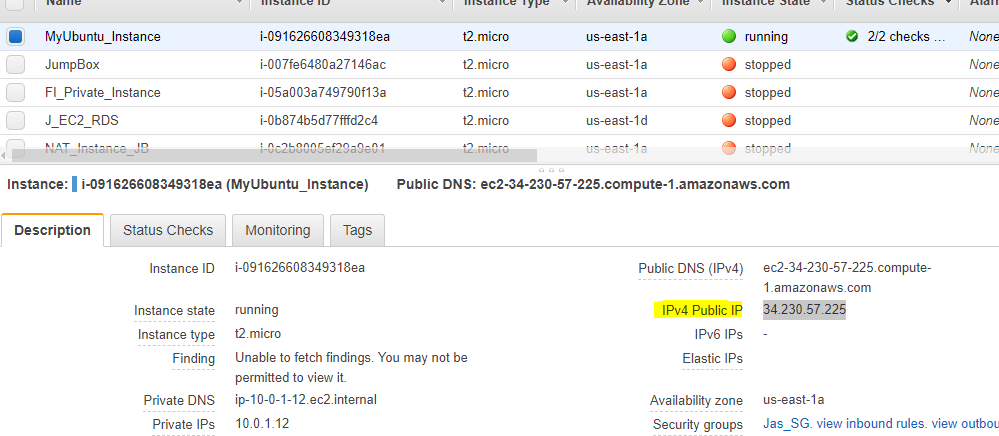 Name Instance ID Instance Type Availability Zone Instance State Status Checks Alar
MyUbuntu_Instance i-091626608349318ea t2.micro us-east-1a running 2/2 checks ... None
JumpBox i-007fe6480a27146ac t2.micro us-east-1a stopped None
FI_Private_Instance i-05a003a749790f13a t2.micro us-east-1a stopped None
J_EC2_RDS i-0b874b5d77fffd2c4 t2.micro us-east-1d stopped None
NAT_Instance_JB i-0c2b8005ef29a9e01 t2.micro us-east-1a stopped None
Instance: i-091626608349318ea (MyUbuntu_Instance) Public DNS: ec2-34-230-57-225.compute-1.amazonaws.com
Description Status Checks Monitoring Tags
Instance ID i-091626608349318ea Public DNS (IPv4) ec2-34-230-57-225.compute-
1.amazonaws.com
Instance state running IPv4 Public IP 34.230.57.225
Instance type t2.micro IPv6 IPs -
Finding Unable to fetch findings. You may not be Elastic IPs
permitted to view it.
Private DNS ip-10-0-1-12.ec2.internal Availability zone us-east-1a
Private IPs 10.0.1.12 Security groups Jas_SG. view inbound rules. view outbou